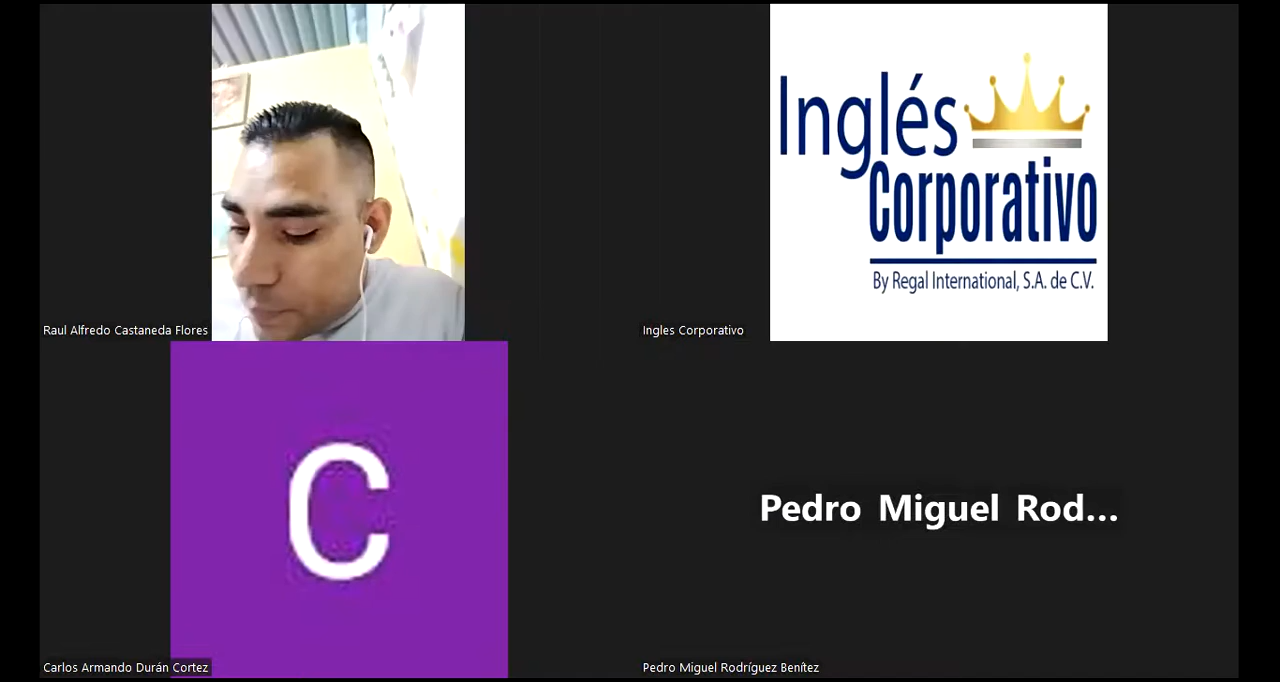 Inglés
Corporativo
By Regal International, S.A. de C.V.
Raul Alfredo Castaneda Flores
Ingles Corporativo
C
Pedro Miguel Rod...
Carlos Armando Durán Cortez
Pedro Miguel Rodríguez Benítez